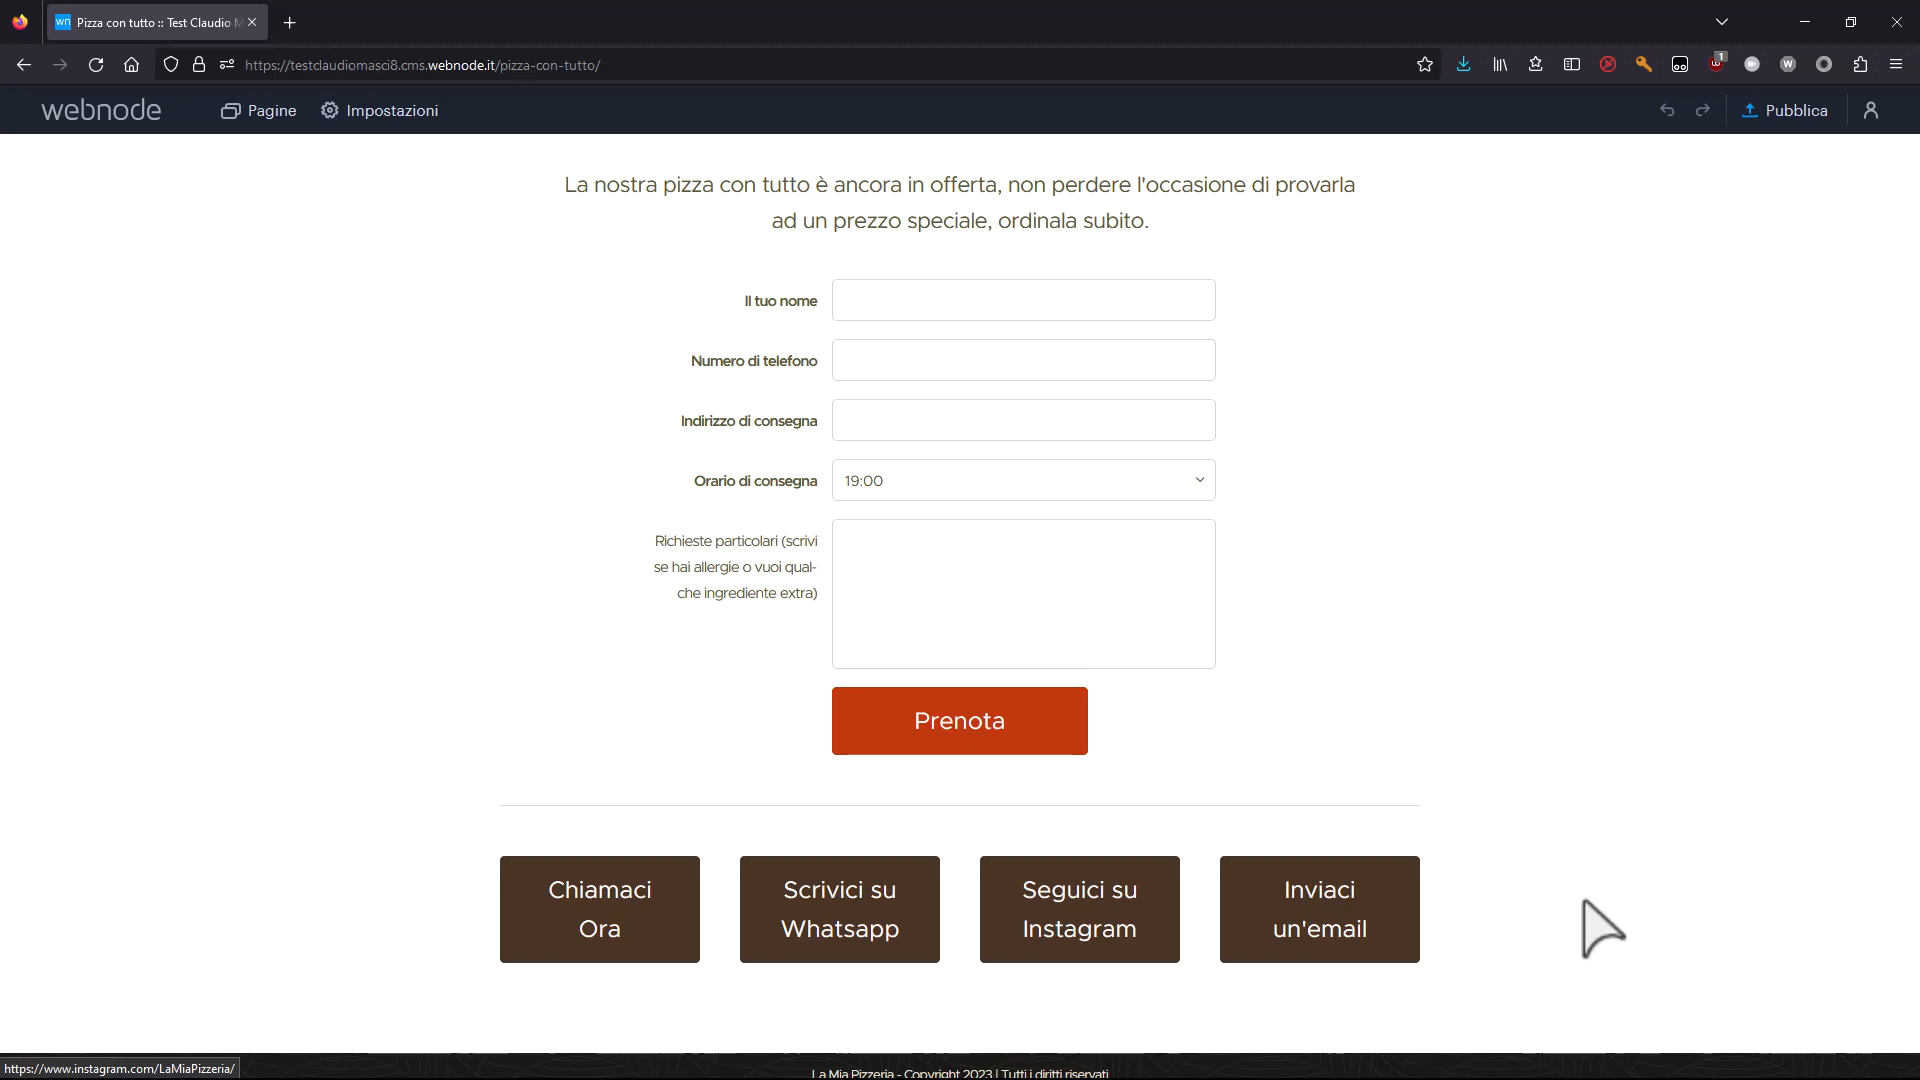 Pizza con tutto :: Test Claudio M
https://testclaudiomasci8.cms.webnode.it/pizza-con-tutto/
1
webnode
Pagine
Impostazioni
Pubblica
La nostra pizza con tutto è ancora in offerta, non perdere l'occasione di provarla
ad un prezzo speciale, ordinala subito.
Il tuo nome
Numero di telefono
Indirizzo di consegna
Orario di consegna
19:00
Richieste particolari (scrivi
se hai allergie o vuoi qual-
che ingrediente extra)
Prenota
Chiamaci
Ora
Scrivici su
Whatsapp
Seguici su
Instagram
Inviaci
un'email
https://www.instagram.com/LaMiaPizzeria/
La Mia Pizzeria - Copyright 2023 | Tutti i diritti riservati